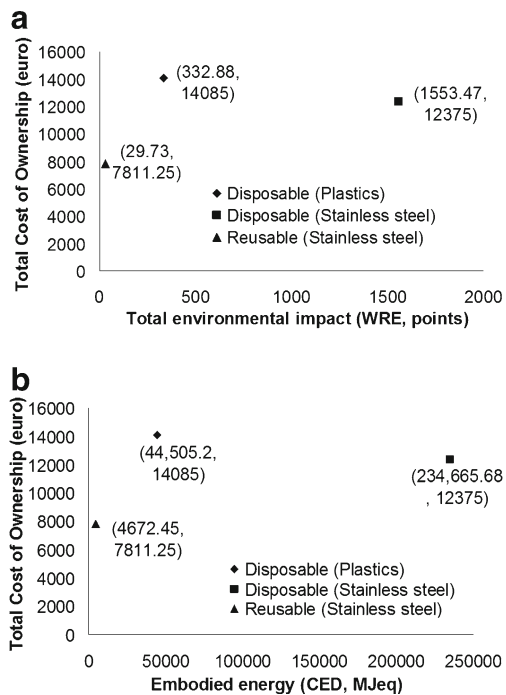 a
Total Cost of Ownership (euro)
16000
14000
12000
10000
8000
6000
4000
2000
0
(332.88,
14085)
(1553.47,
12375)
(29.73,
7811.25)
Disposable (Plastics)
Disposable (Stainless steel)
Reusable (Stainless steel)
0 500 1000 1500 2000
Total environmental impact (WRE, points)
b
Total Cost of Ownership (euro)
16000
14000
12000
10000
8000
6000
4000
2000
0
(44,505.2,
14085)
(234,665.68
, 12375)
(4672.45,
7811.25)
Disposable (Plastics)
Disposable (Stainless steel)
Reusable (Stainless steel)
0 50000 100000 150000 200000 250000
Embodied energy (CED, MJeq)